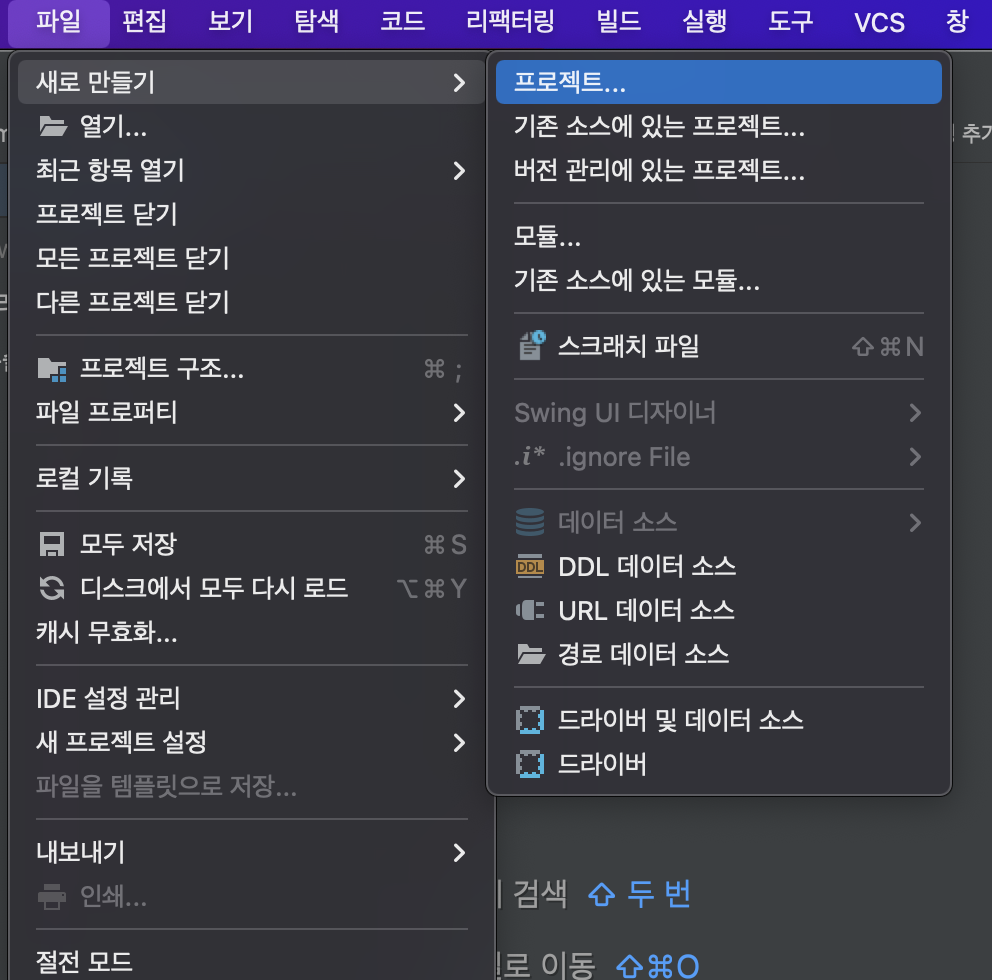 파일 편집 보기 탐색 코드 리팩터링 빌드 실행 도구 VCS 창
새로 만들기
열기...
최근 항목 열기
프로젝트 닫기
모든 프로젝트 닫기
다른 프로젝트 닫기
프로젝트 구조... ⌘ ;
파일 프로퍼티
로컬 기록
모두 저장 ⌘ S
디스크에서 모두 다시 로드 ⌥ ⌘ Y
캐시 무효화...
IDE 설정 관리
새 프로젝트 설정
파일을 템플릿으로 저장...
내보내기
인쇄...
절전 모드
프로젝트...
기존 소스에 있는 프로젝트...
버전 관리에 있는 프로젝트...
모듈...
기존 소스에 있는 모듈...
스크래치 파일 ⇧ ⌘ N
Swing UI 디자이너
.i* .ignore File
데이터 소스
DDL DDL 데이터 소스
URL 데이터 소스
경로 데이터 소스
드라이버 및 데이터 소스
드라이버
추가
검색 ⇧ 두 번
로 이동 ⇧⌘O